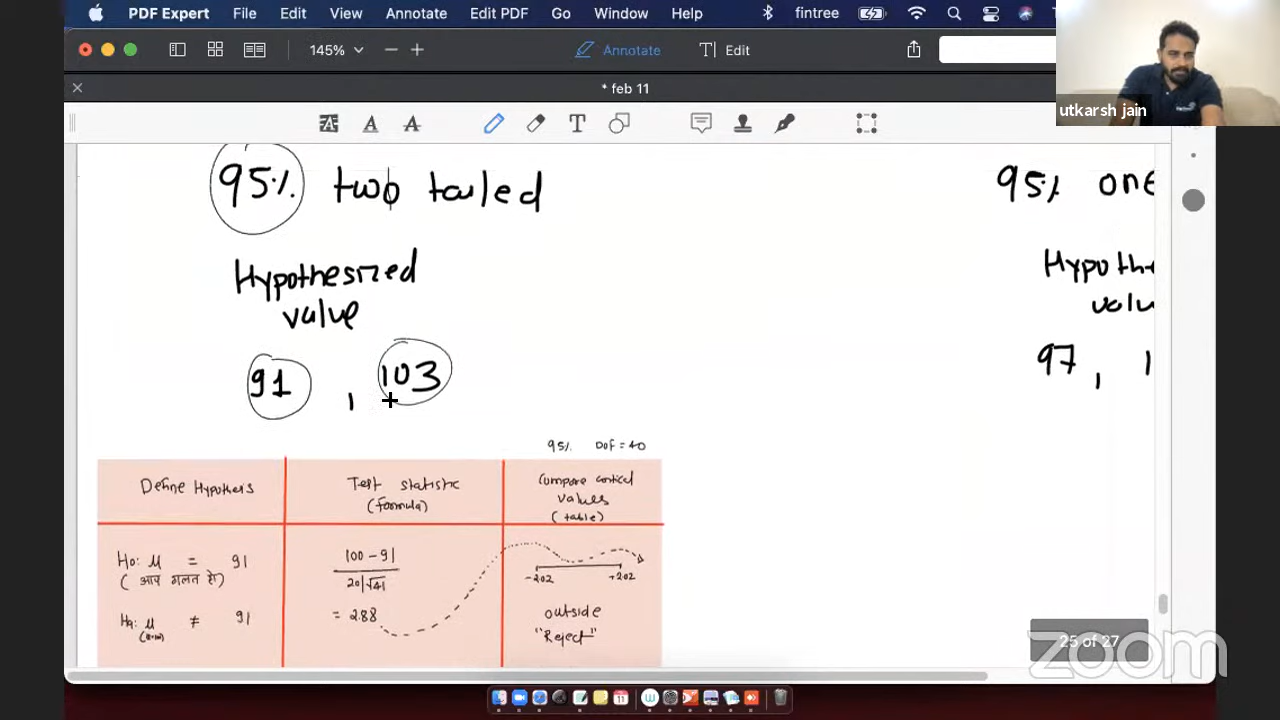 PDF Expert File Edit View Annotate Edit PDF Go Window Help fintree
145% Annotate T Edit
* feb 11
utkarsh jain
95% two tailed
95% one
Hypothesized
value
Hypothe
valu
91 , 103
97 , 1
95% DOF = 40
Define Hypothesis
Test statistic
(formula)
Compare critical
values
(table)
H0: μ = 91
(आप गलत हो)
Ha: μ ≠ 91
100 - 91
20/√41
= 2.88
-2.02 +2.02
outside
"Reject"
25 of 27
zoom